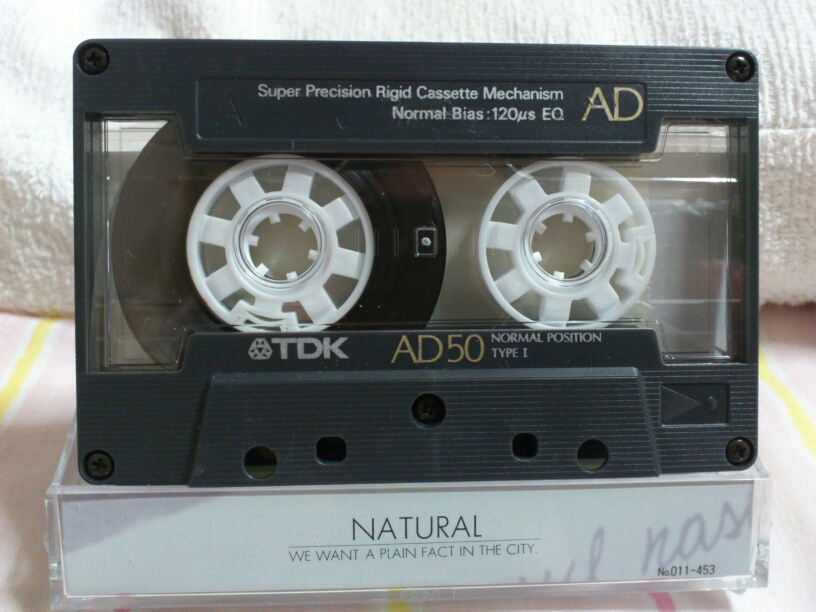 A
Super Precision Rigid Cassette Mechanism
Normal Bias:120μs EQ
AD
TDK
AD50
NORMAL POSITION
TYPE I
NATURAL
WE WANT A PLAIN FACT IN THE CITY.
No.011-453